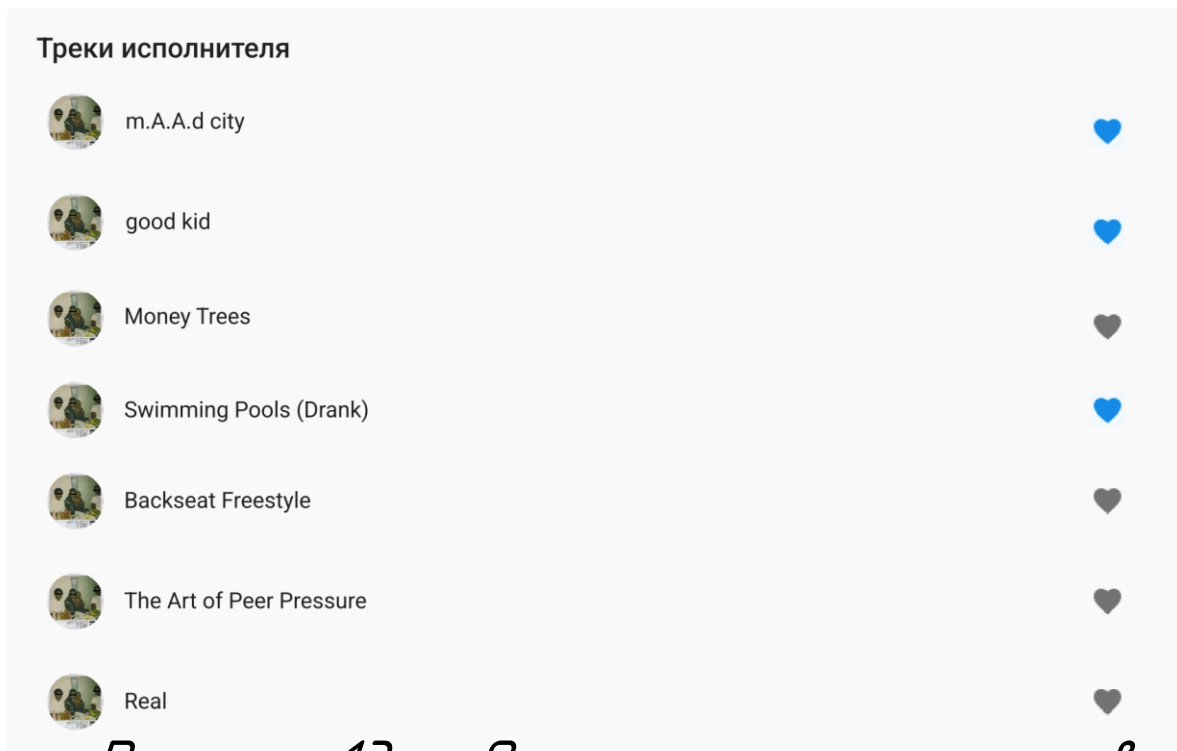 Треки исполнителя
m.A.A.d city
good kid
Money Trees
Swimming Pools (Drank)
Backseat Freestyle
The Art of Peer Pressure
Real